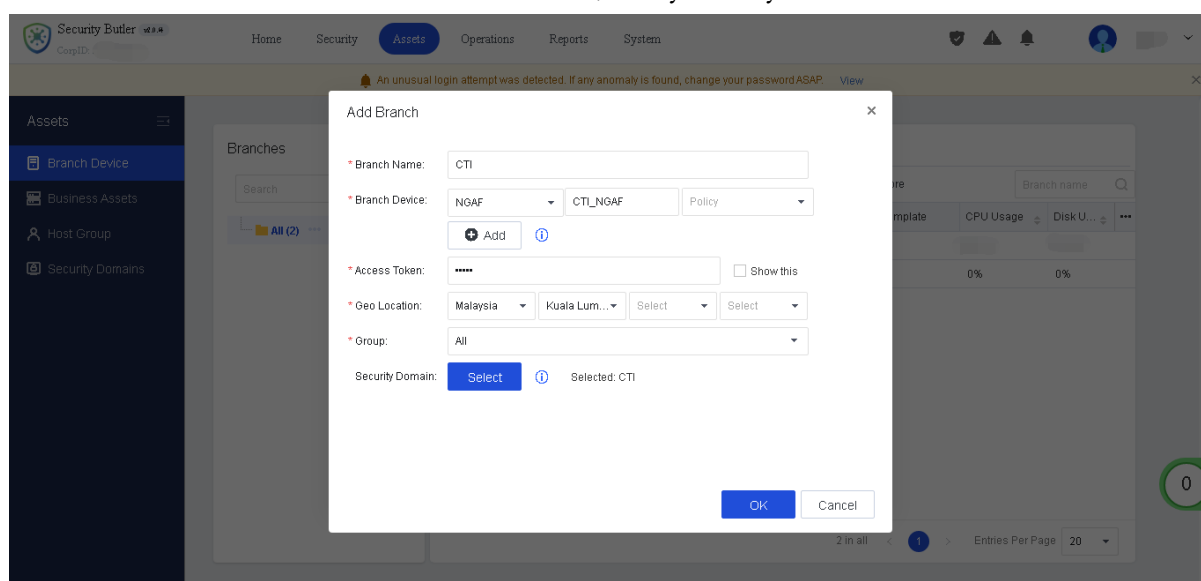 Security Butler
CorpID:
Home Security Assets Operations Reports System
An unusual login attempt was detected. If any anomaly is found, change your password ASAP. View
Assets
Branch Device
Business Assets
Host Group
Security Domains
Branches
Search
All (2)
Add Branch
* Branch Name: CTI
* Branch Device: NGAF CTI_NGAF Policy
Add
* Access Token: ••••• Show this
* Geo Location: Malaysia Kuala Lum... Select Select
* Group: All
Security Domain: Select Selected: CTI
OK Cancel
Branch name
CPU Usage Disk U...
0% 0%
2 in all 1 Entries Per Page 20
0